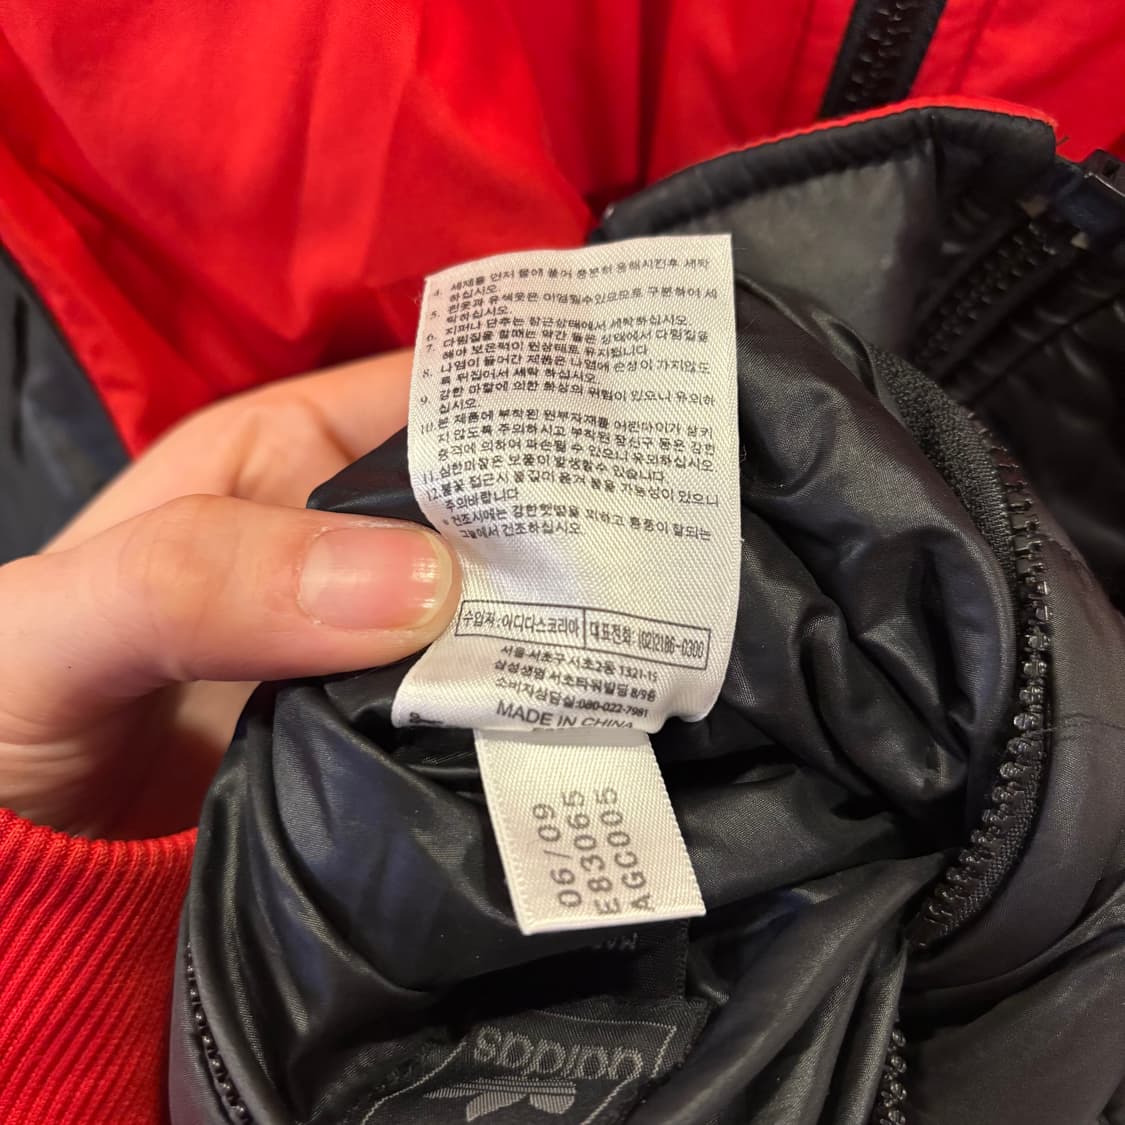 4. 세제를 먼저 물에 풀어 충분히 용해시킨후 세탁
하십시오.
5. 흰옷과 유색옷은 이염될수있으므로 구분하여 세
탁하십시오.
6. 지퍼나 단추는 잠근상태에서 세탁하십시오
7. 다림질을 할때는 약간 눌은 상태에서 다림질을
해야 보온력이 원상태로 유지됩니다
8. 나염이 들어간 제품은 나염에 손상이 가지않도
록 뒤집어서 세탁 하십시오.
9. 강한 마찰에 의한 화상의 위험이 있으니 유의하
십시오.
10. 본 제품에 부착된 원부자재를 어린아이가 삼키
지 않도록 주의하시고 부착된 장신구 등은 강한
충격에 의하여 파손될 수 있으니 유의하십시오
11. 심한마찰은 보풀이 발생할수 있습니다
12. 불꽃 접근시 불길이 옮겨 붙을 가능성이 있으니
주의바랍니다
* 건조시에는 강한햇빛을 피하고 통풍이 잘되는
그늘에서 건조하십시오.
수입자: 아디다스코리아 대표전화: (02)2186-0300
서울 서초구 서초2동 1321-15
삼성생명 서초타워빌딩 8/9층
소비자상담실:080-022-7981
MADE IN CHINA
06/09
E83065
AGC005
adidas